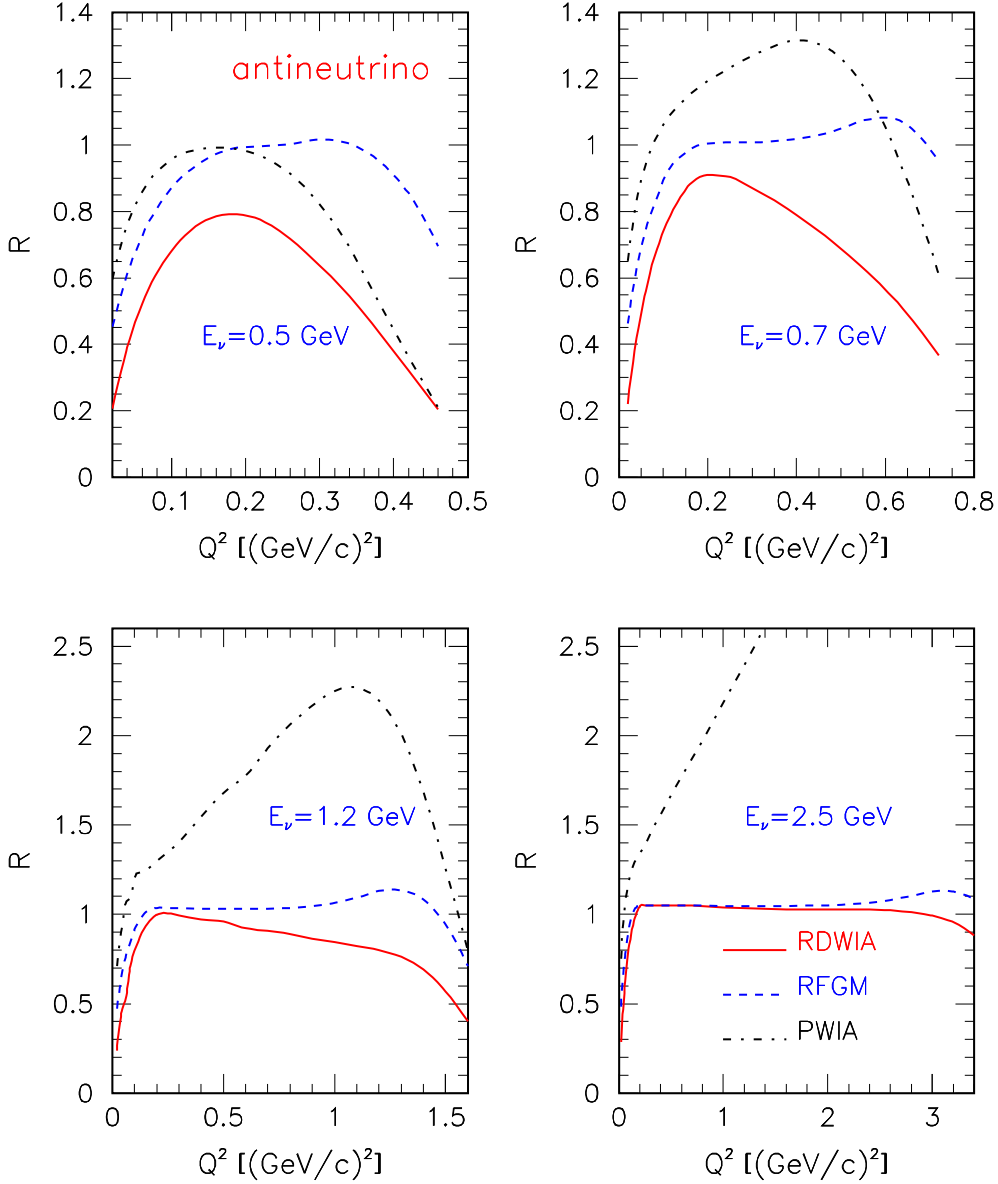 1.4
1.2
1
0.8
0.6
0.4
0.2
0
R
antineutrino
E_ν=0.5 GeV
0.1 0.2 0.3 0.4 0.5
Q² [(GeV/c)²]
1.4
1.2
1
0.8
0.6
0.4
0.2
0
R
E_ν=0.7 GeV
0 0.2 0.4 0.6 0.8
Q² [(GeV/c)²]
2.5
2
1.5
1
0.5
0
R
E_ν=1.2 GeV
0 0.5 1 1.5
Q² [(GeV/c)²]
2.5
2
1.5
1
0.5
0
R
E_ν=2.5 GeV
RDWIA
RFGM
PWIA
0 1 2 3
Q² [(GeV/c)²]